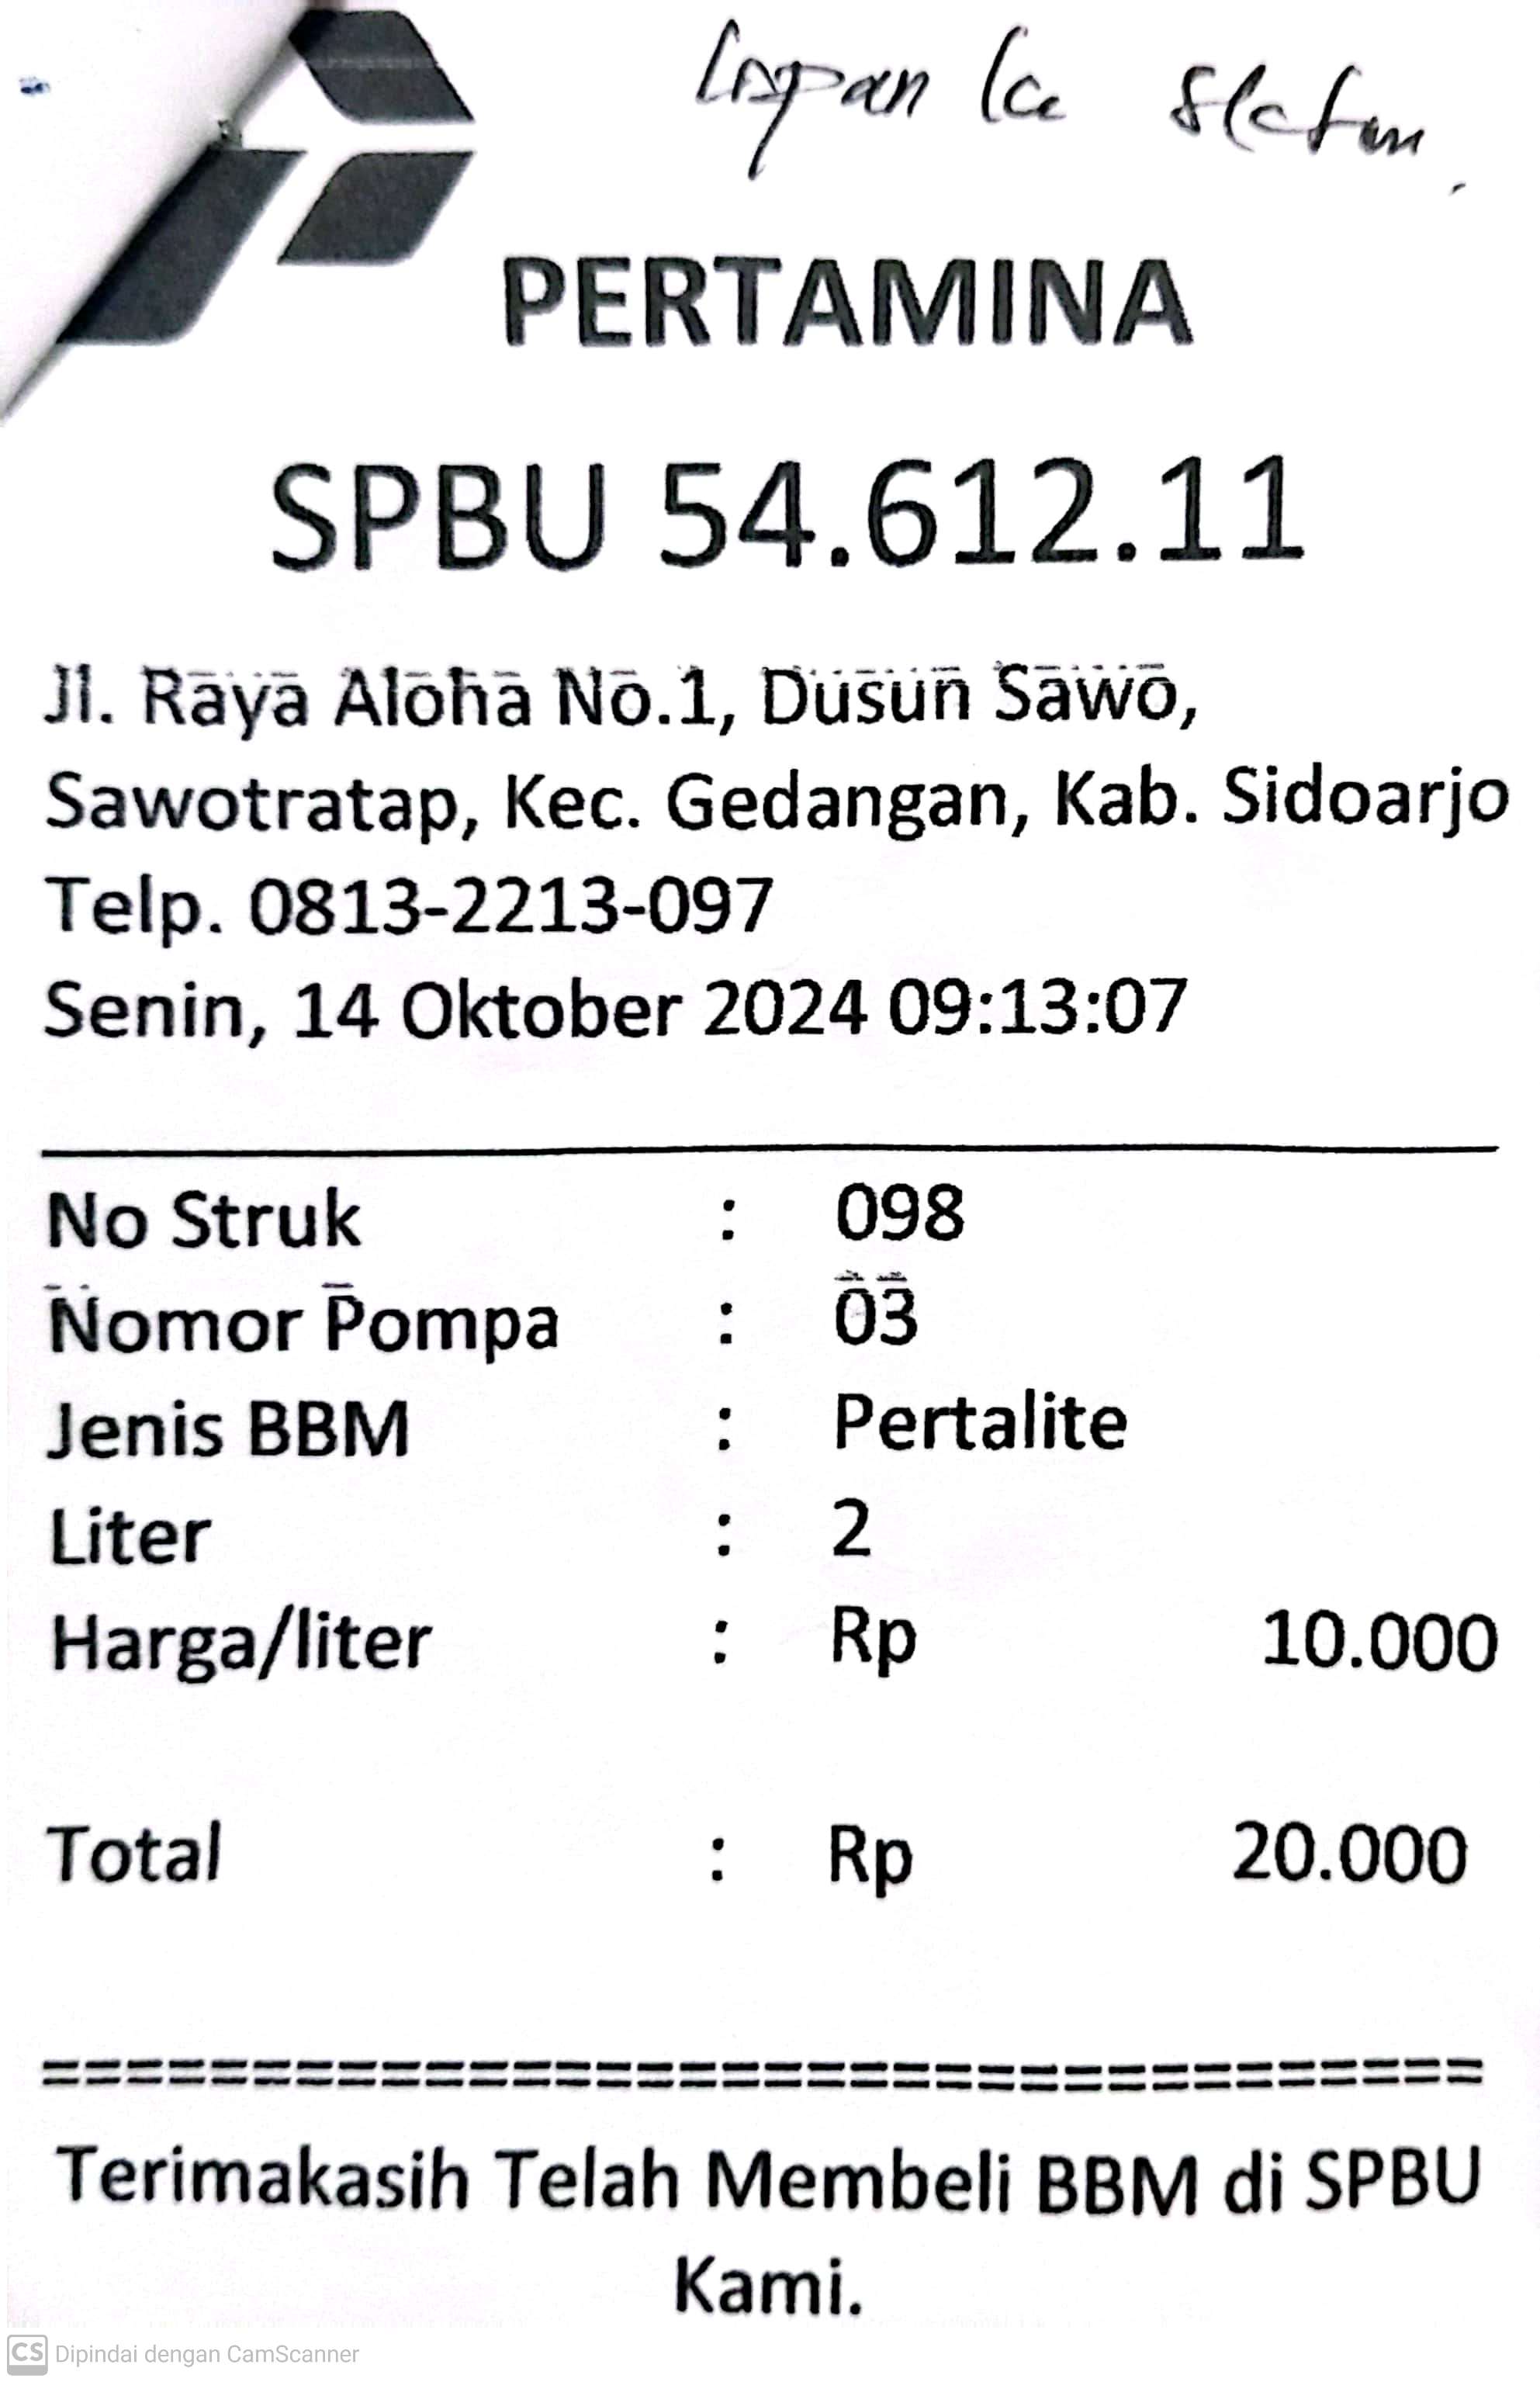 PERTAMINA
SPBU 54.612.11
Jl. Raya Aloha No.1, Dusun Sawo,
Sawotratap, Kec. Gedangan, Kab. Sidoarjo
Telp. 0813-2213-097
Senin, 14 Oktober 2024 09:13:07
No Struk : 098
Nomor Pompa : 03
Jenis BBM : Pertalite
Liter : 2
Harga/liter : Rp 10.000
Total : Rp 20.000
==================================
Terimakasih Telah Membeli BBM di SPBU
Kami.
CS Dipindai dengan CamScanner